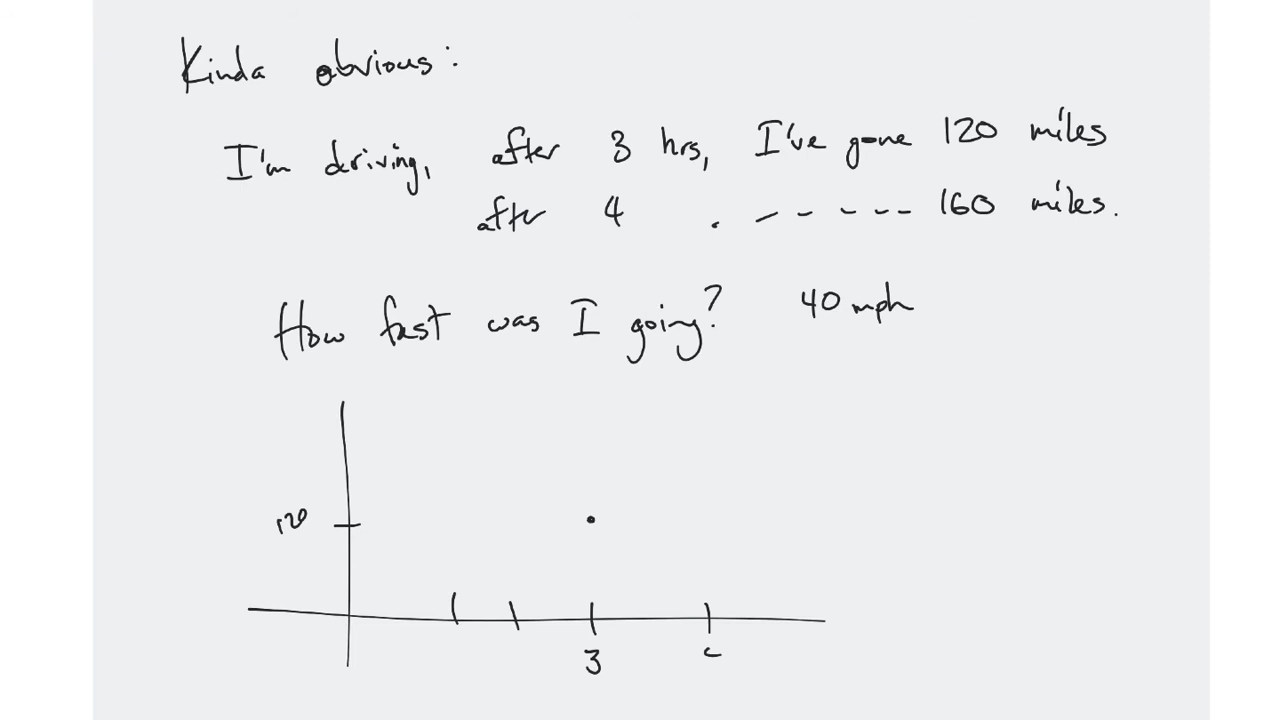 Kinda obvious:
I'm driving, after 3 hrs, I've gone 120 miles
after 4 . - - - - - - 160 miles.
How fast was I going? 40 mph
120
3